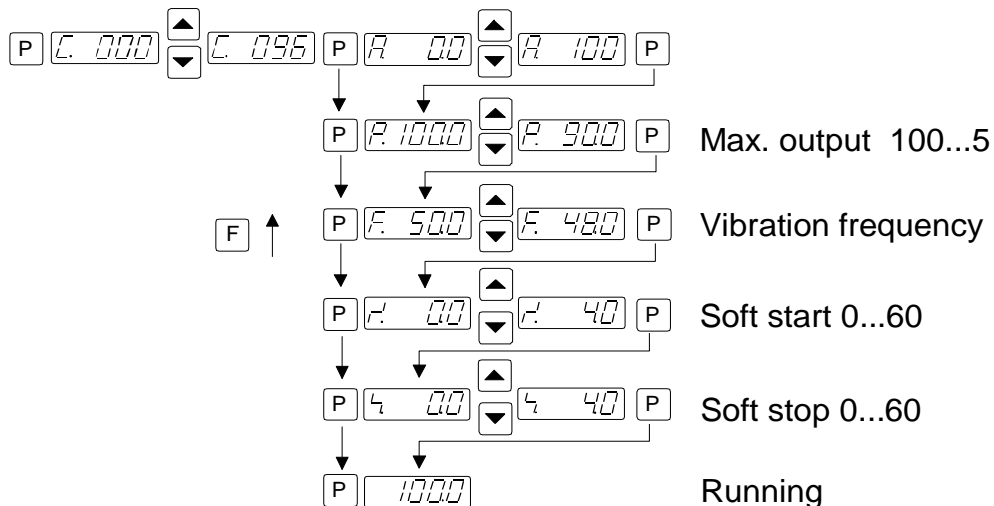 P C. 000 C. 096 P A. 0.0 A. 100 P
P P. 100.0 P. 90.0 P Max. output 100...5
F P F. 50.0 F. 48.0 P Vibration frequency
P 0.0 4.0 P Soft start 0...60
P 0.0 4.0 P Soft stop 0...60
P 100.0 Running